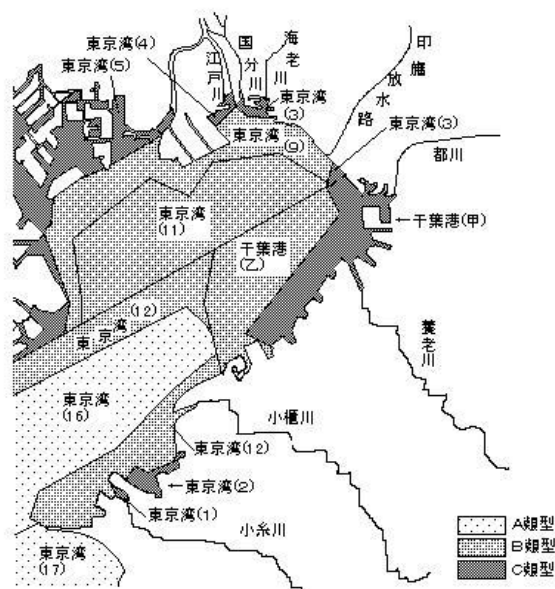 東京湾(4)
東京湾(5)
江戸川
国分川
海老川
印旛
放水路
東京湾
(3)
東京湾
(9)
東京湾(3)
都川
東京湾
(11)
千葉港
(乙)
千葉港(甲)
東京湾(12)
養老川
東京湾
(16)
小櫃川
東京湾(12)
東京湾(2)
東京湾(1)
小糸川
東京湾
(17)
A類型
B類型
C類型